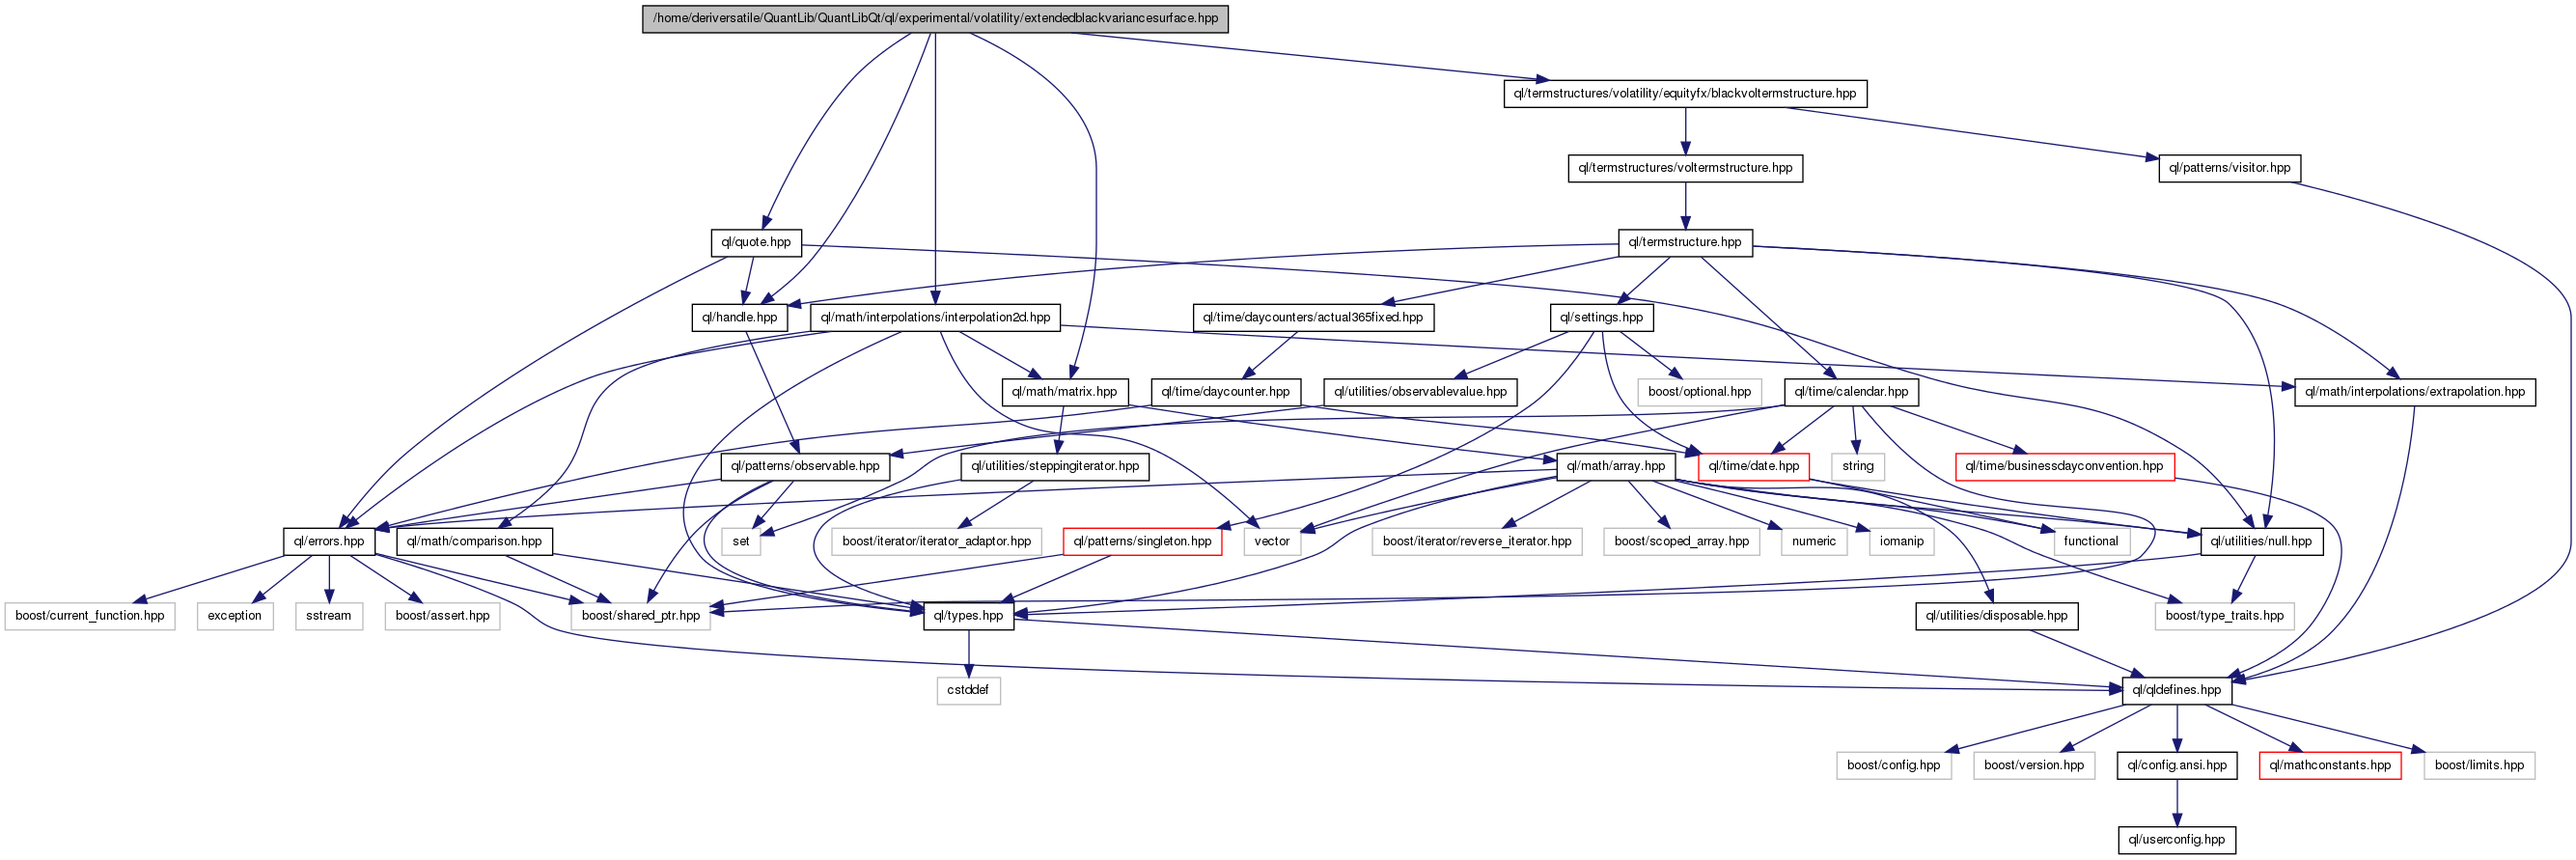 /home/deriversatile/QuantLib/QuantLibQt/ql/experimental/volatility/extendedblackvariancesurface.hpp
ql/termstructures/volatility/equityfx/blackvoltermstructure.hpp
ql/termstructures/voltermstructure.hpp
ql/patterns/visitor.hpp
ql/quote.hpp
ql/termstructure.hpp
ql/handle.hpp
ql/math/interpolations/interpolation2d.hpp
ql/time/daycounters/actual365fixed.hpp
ql/settings.hpp
ql/math/matrix.hpp
ql/time/daycounter.hpp
ql/utilities/observablevalue.hpp
boost/optional.hpp
ql/time/calendar.hpp
ql/math/interpolations/extrapolation.hpp
ql/patterns/observable.hpp
ql/utilities/steppingiterator.hpp
ql/math/array.hpp
ql/time/date.hpp
string
ql/time/businessdayconvention.hpp
ql/errors.hpp
ql/math/comparison.hpp
set
boost/iterator/iterator_adaptor.hpp
ql/patterns/singleton.hpp
vector
boost/iterator/reverse_iterator.hpp
boost/scoped_array.hpp
numeric
iomanip
functional
ql/utilities/null.hpp
boost/current_function.hpp
exception
sstream
boost/assert.hpp
boost/shared_ptr.hpp
ql/types.hpp
ql/utilities/disposable.hpp
boost/type_traits.hpp
cstddef
ql/qldefines.hpp
boost/config.hpp
boost/version.hpp
ql/config.ansi.hpp
ql/mathconstants.hpp
boost/limits.hpp
ql/userconfig.hpp